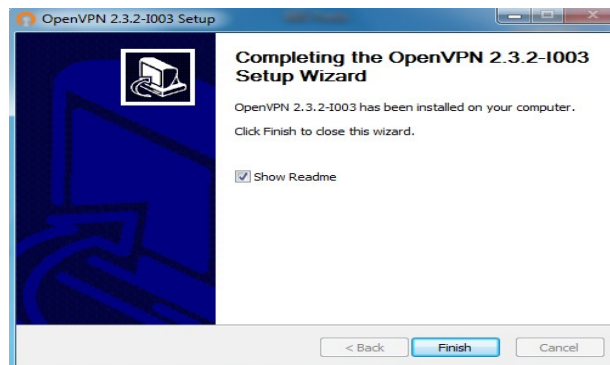 OpenVPN 2.3.2-I003 Setup
Completing the OpenVPN 2.3.2-I003
Setup Wizard
OpenVPN 2.3.2-I003 has been installed on your computer.
Click Finish to close this wizard.
Show Readme
< Back Finish Cancel